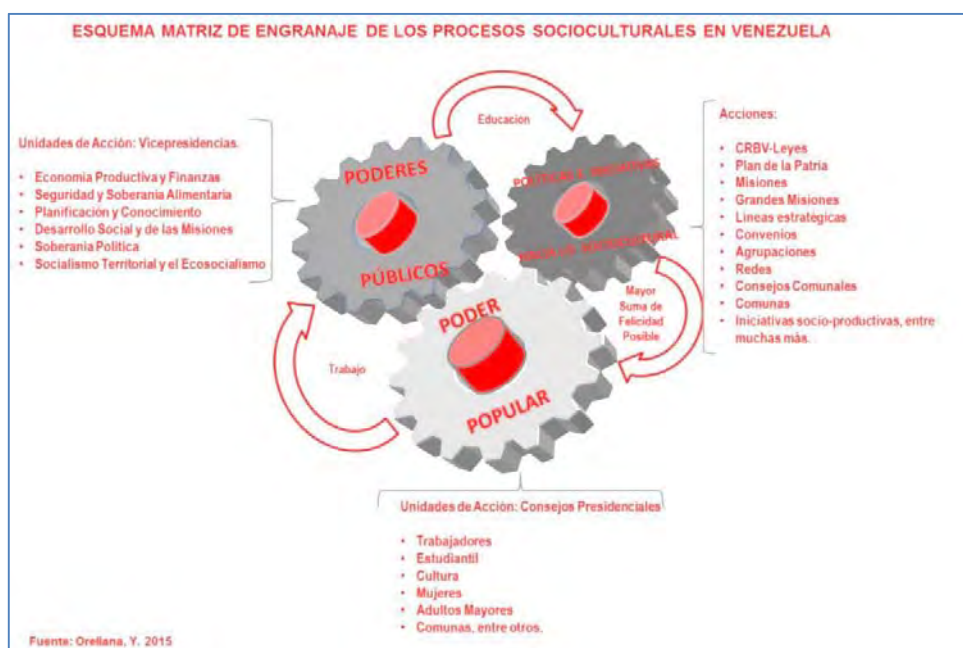 ESQUEMA MATRIZ DE ENGRANAJE DE LOS PROCESOS SOCIOCULTURALES EN VENEZUELA
Educación
Unidades de Acción: Vicepresidencias.
• Economía Productiva y Finanzas
• Seguridad y Soberanía Alimentaria
• Planificación y Conocimiento
• Desarrollo Social y de las Misiones
• Soberanía Política
• Socialismo Territorial y el Ecosocialismo
PODERES
PÚBLICOS
SOCIOCULTURAL
Acciones:
• CRBV-Leyes
• Plan de la Patria
• Misiones
• Grandes Misiones
• Líneas estratégicas
• Convenios
• Agrupaciones
• Redes
• Consejos Comunales
• Comunas
• Iniciativas socio-productivas, entre
muchas más.
Mayor
Suma de
Felicidad
Posible
Trabajo
PODER
POPULAR
Unidades de Acción: Consejos Presidenciales
• Trabajadores
• Estudiantil
• Cultura
• Mujeres
• Adultos Mayores
• Comunas, entre otros.
Fuente: Orellana, Y. 2015